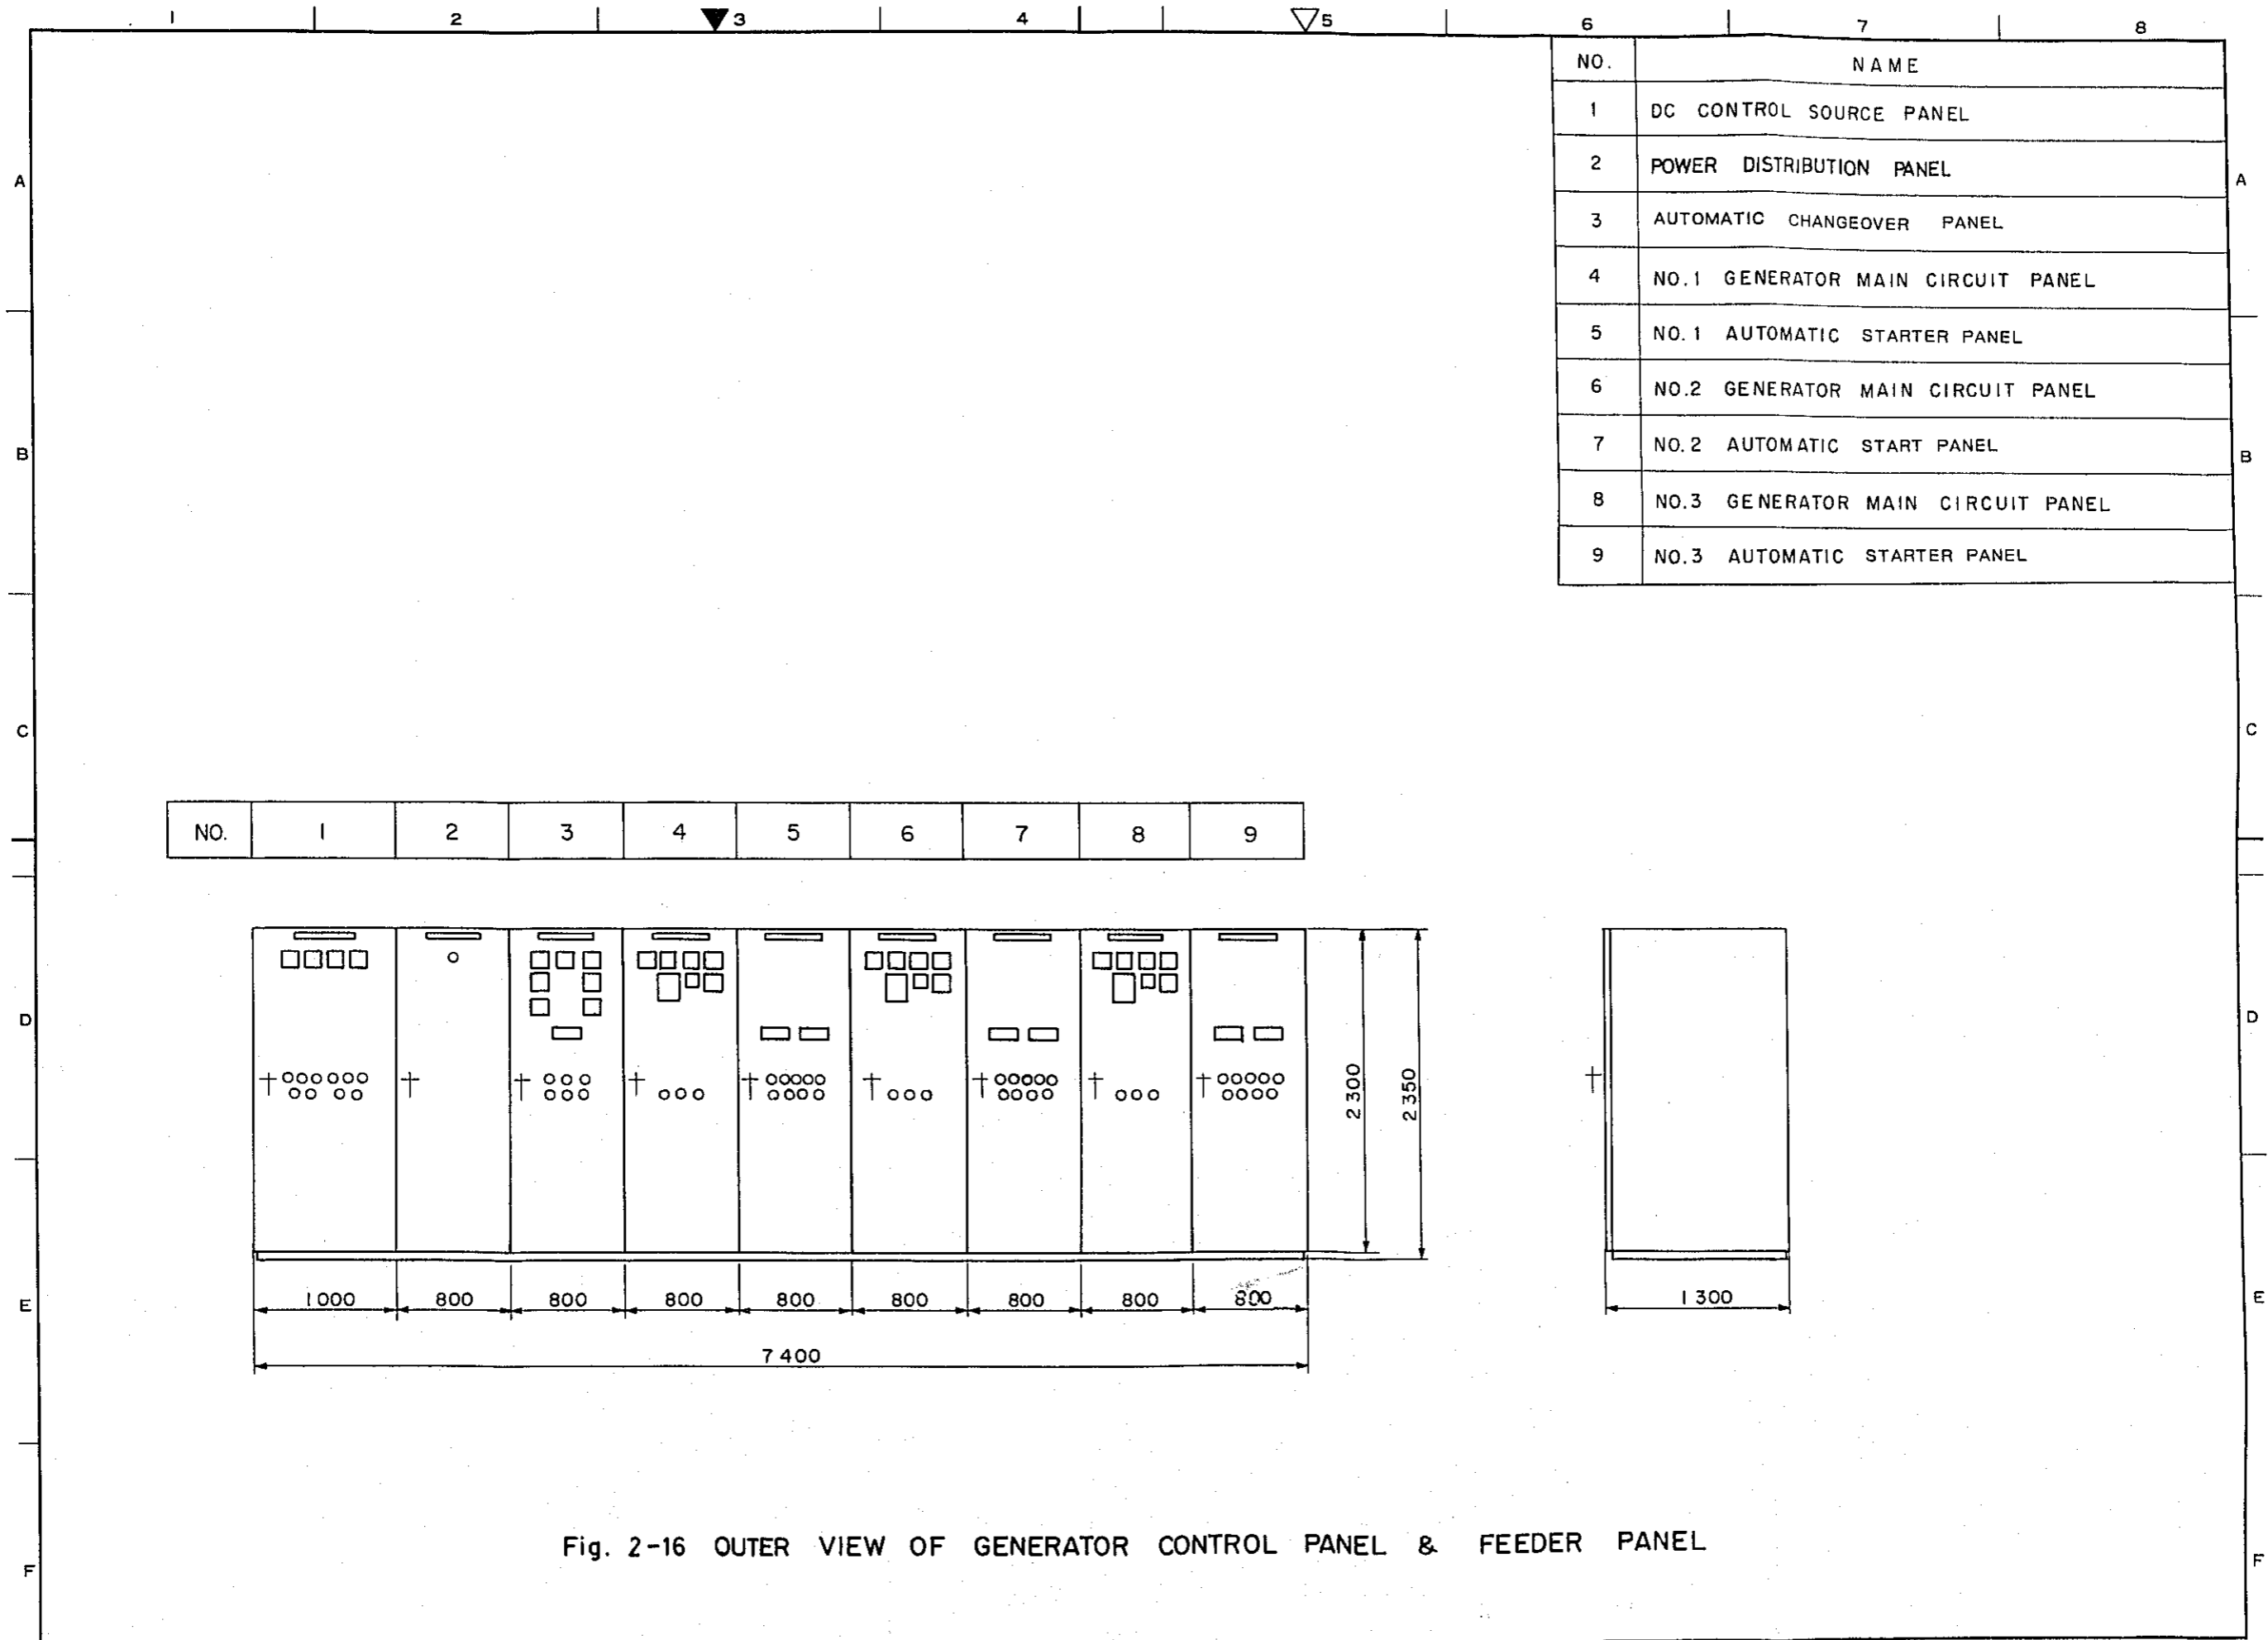 1 2 3 4 5 6 7 8
NO. NAME
1 DC CONTROL SOURCE PANEL
2 POWER DISTRIBUTION PANEL
3 AUTOMATIC CHANGEOVER PANEL
4 NO.1 GENERATOR MAIN CIRCUIT PANEL
5 NO.1 AUTOMATIC STARTER PANEL
6 NO.2 GENERATOR MAIN CIRCUIT PANEL
7 NO.2 AUTOMATIC START PANEL
8 NO.3 GENERATOR MAIN CIRCUIT PANEL
9 NO.3 AUTOMATIC STARTER PANEL
A A
B B
C C
NO. 1 2 3 4 5 6 7 8 9
D D
2300 2350
E E
1000 800 800 800 800 800 800 800 800 1300
7400
Fig. 2-16 OUTER VIEW OF GENERATOR CONTROL PANEL & FEEDER PANEL
F F